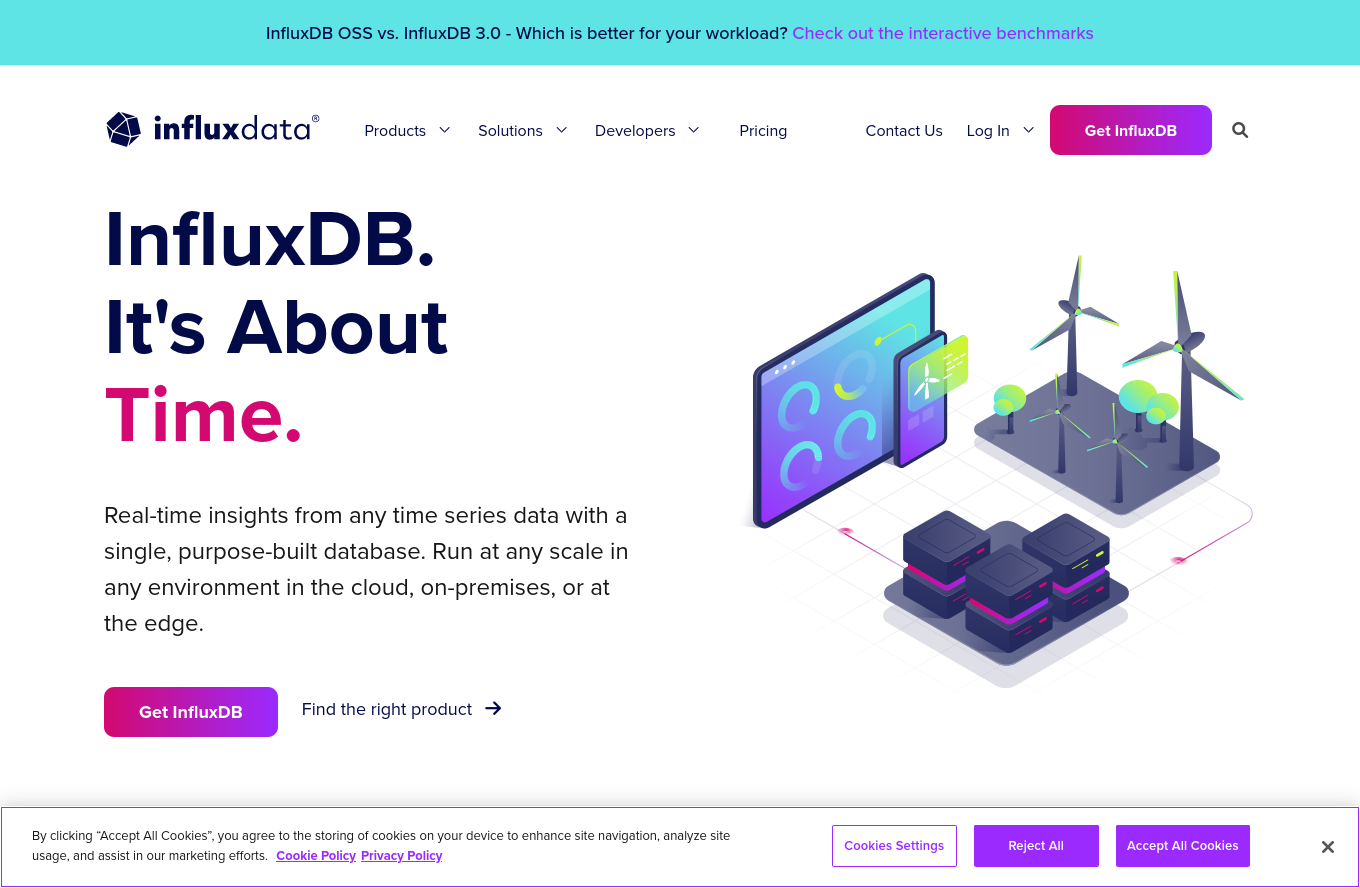 InfluxDB OSS vs. InfluxDB 3.0 - Which is better for your workload? Check out the interactive benchmarks
influxdata®
Products
Solutions
Developers
Pricing
Contact Us
Log In
Get InfluxDB
InfluxDB.
It's About
Time.
Real-time insights from any time series data with a
single, purpose-built database. Run at any scale in
any environment in the cloud, on-premises, or at
the edge.
Get InfluxDB
Find the right product
By clicking “Accept All Cookies”, you agree to the storing of cookies on your device to enhance site navigation, analyze site
usage, and assist in our marketing efforts. Cookie Policy Privacy Policy
Cookies Settings
Reject All
Accept All Cookies